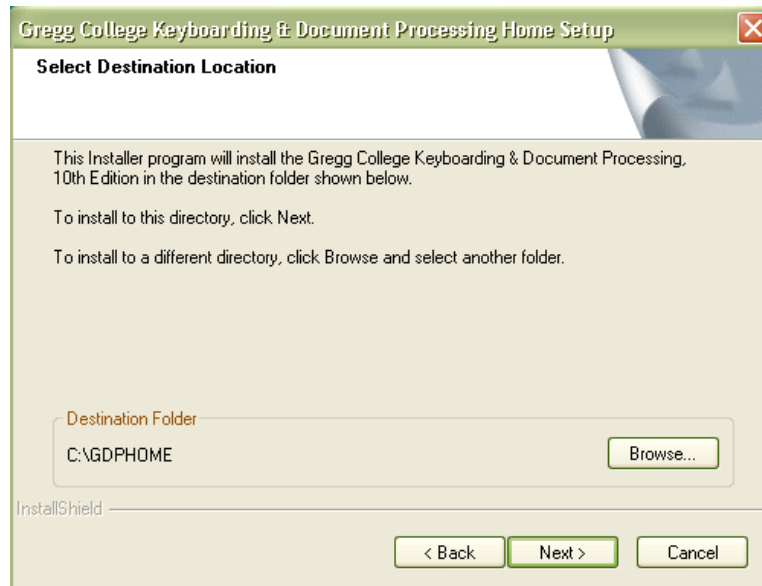 Gregg College Keyboarding & Document Processing Home Setup
Select Destination Location
This Installer program will install the Gregg College Keyboarding & Document Processing,
10th Edition in the destination folder shown below.
To install to this directory, click Next.
To install to a different directory, click Browse and select another folder.
Destination Folder
C:\GDPHOME
Browse...
InstallShield
< Back
Next >
Cancel